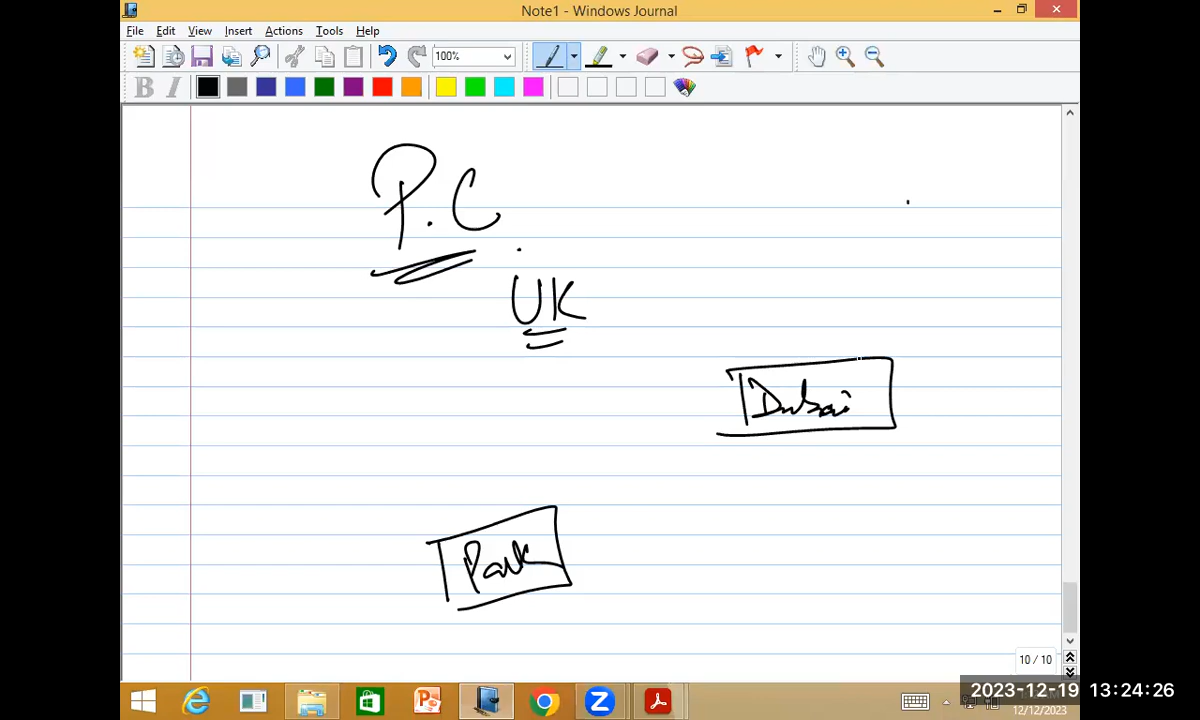 Note1 - Windows Journal
File Edit View Insert Actions Tools Help
100%
B I
P.C
UK
Dubai
Pak
10 / 10
2023-12-19 13:24:26
12/12/2023